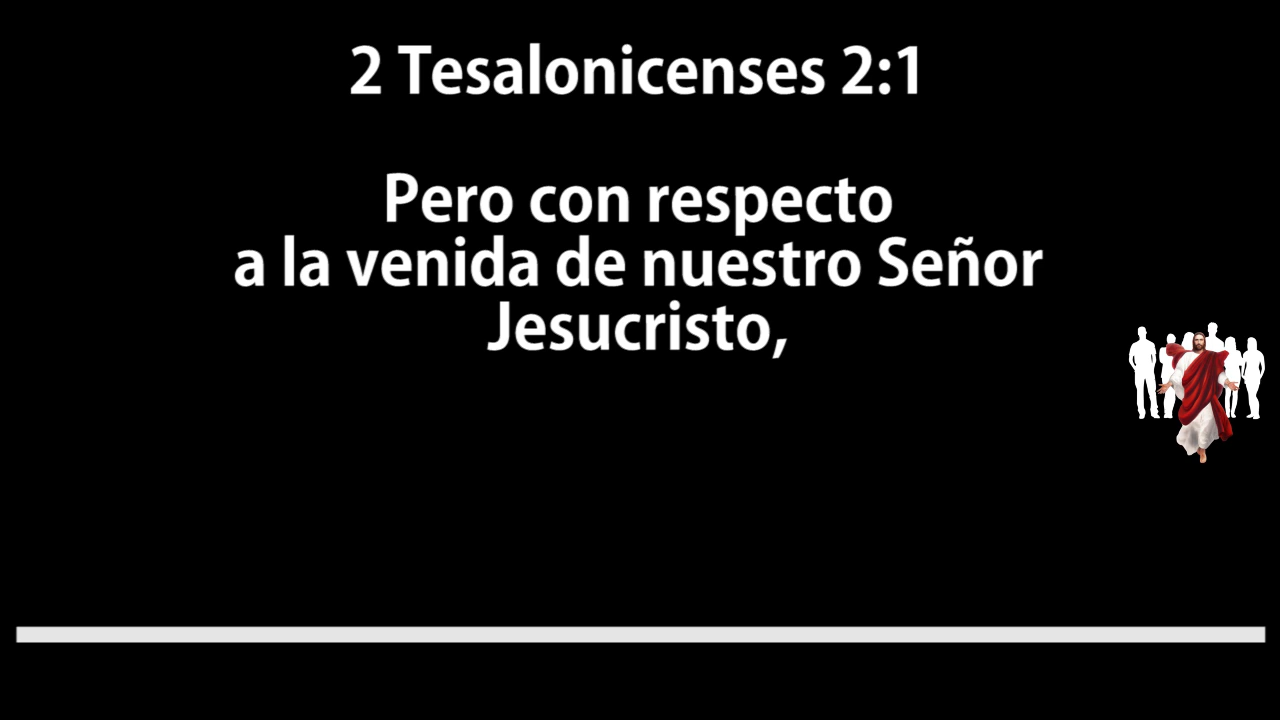 2 Tesalonicenses 2:1
Pero con respecto
a la venida de nuestro Señor
Jesucristo,